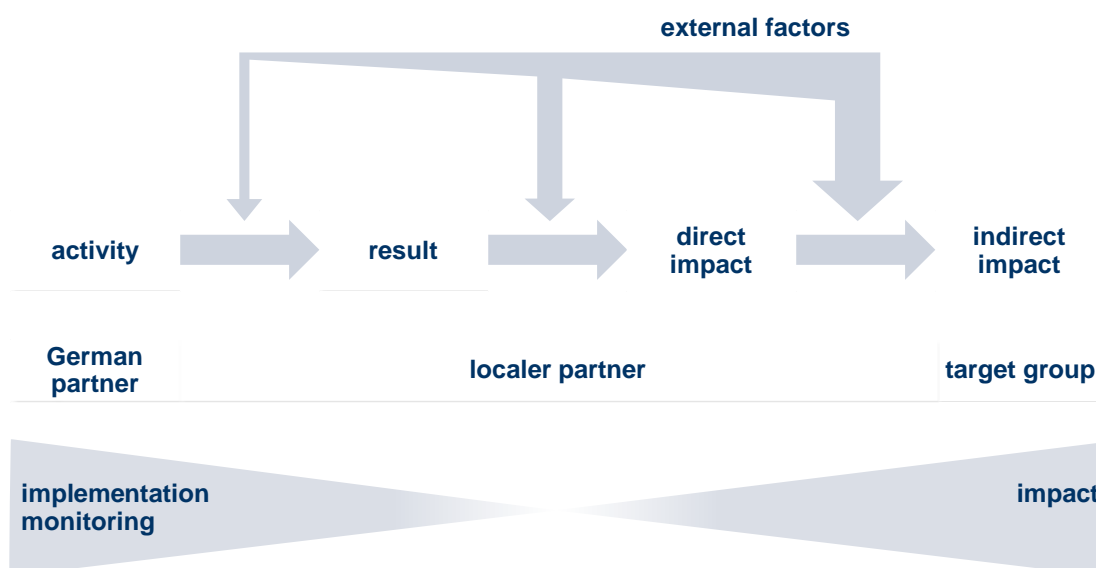 external factors
activity
result
direct
impact
indirect
impact
German
partner
localer partner
target group
implementation
monitoring
impact